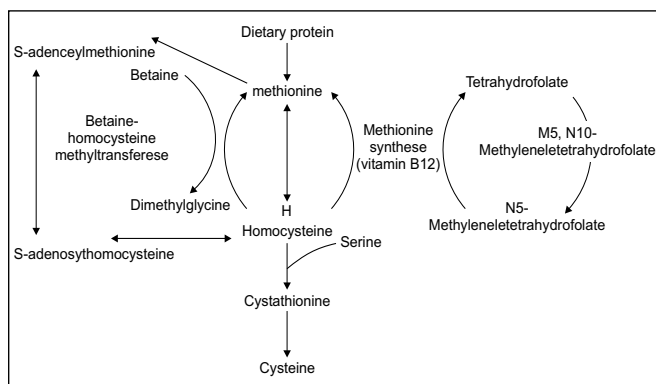 Dietary protein
S-adenceylmethionine
Betaine
methionine
Tetrahydrofolate
Betaine-
homocysteine
methyltransferese
Methionine
synthese
(vitamin B12)
M5, N10-
Methyleneletetrahydrofolate
Dimethylglycine
H
Homocysteine
N5-
Methyleneletetrahydrofolate
S-adenosythomocysteine
Serine
Cystathionine
Cysteine